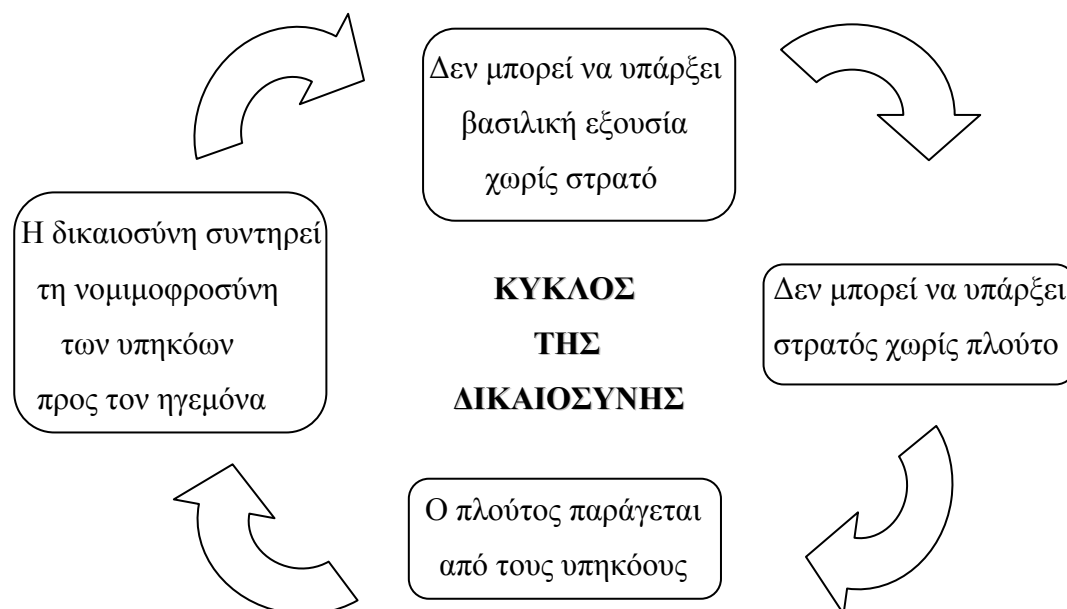 Δεν μπορεί να υπάρξει
βασιλική εξουσία
χωρίς στρατό
Δεν μπορεί να υπάρξει
στρατός χωρίς πλούτο
Ο πλούτος παράγεται
από τους υπηκόους
Η δικαιοσύνη συντηρεί
τη νομιμοφροσύνη
των υπηκόων
προς τον ηγεμόνα
ΚΥΚΛΟΣ
ΤΗΣ
ΔΙΚΑΙΟΣΥΝΗΣ